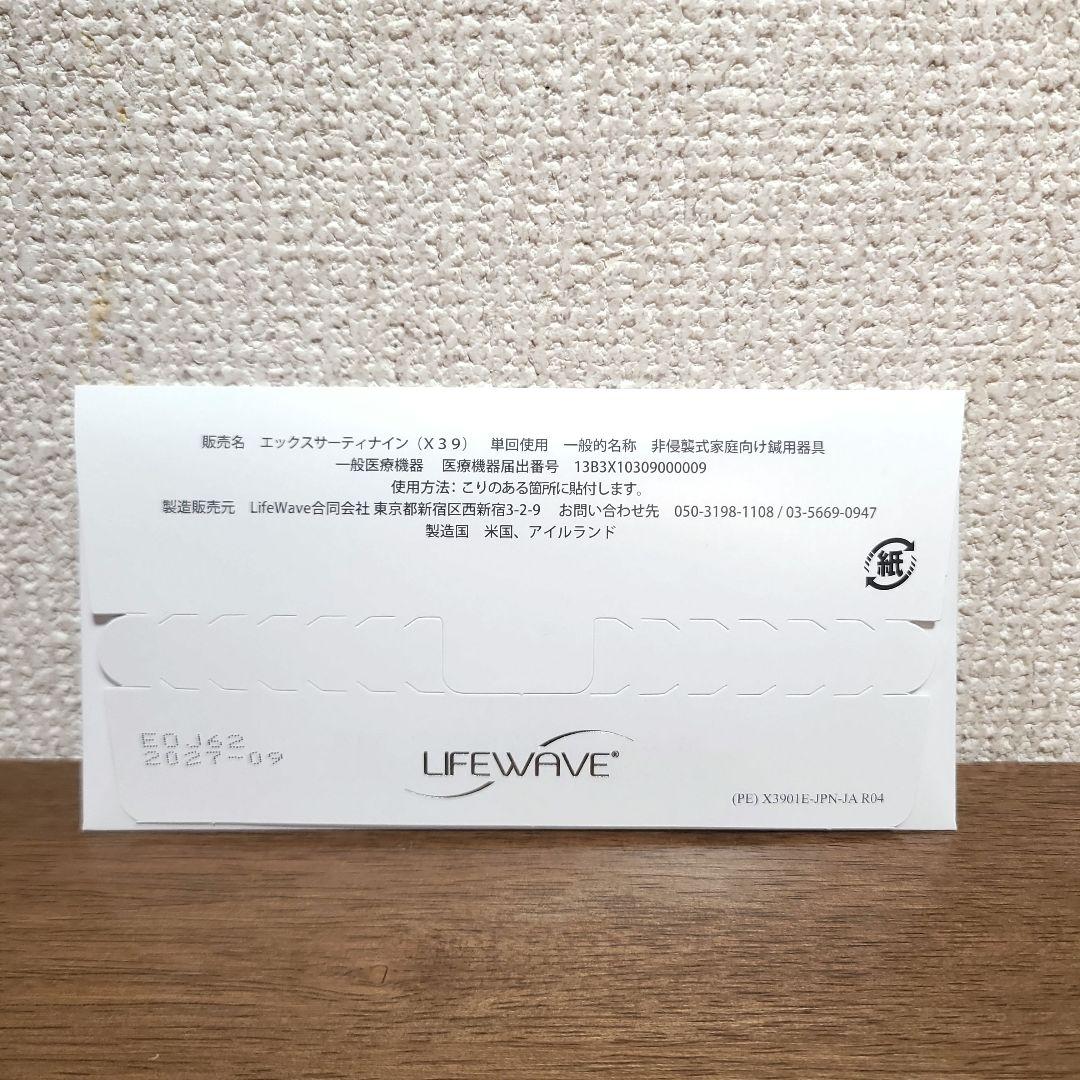 販売名　エックスサーティナイン（Ｘ３９）　単回使用　一般的名称　非侵襲式家庭向け鍼用器具
一般医療機器　医療機器届出番号　13B3X10309000009
使用方法：こりのある箇所に貼付します。
製造販売元　LifeWave合同会社 東京都新宿区西新宿3-2-9　お問い合わせ先　050-3198-1108 / 03-5669-0947
製造国　米国、アイルランド
紙
EOJ62
2027-09
LIFEWAVE®
(PE) X3901E-JPN-JA R04